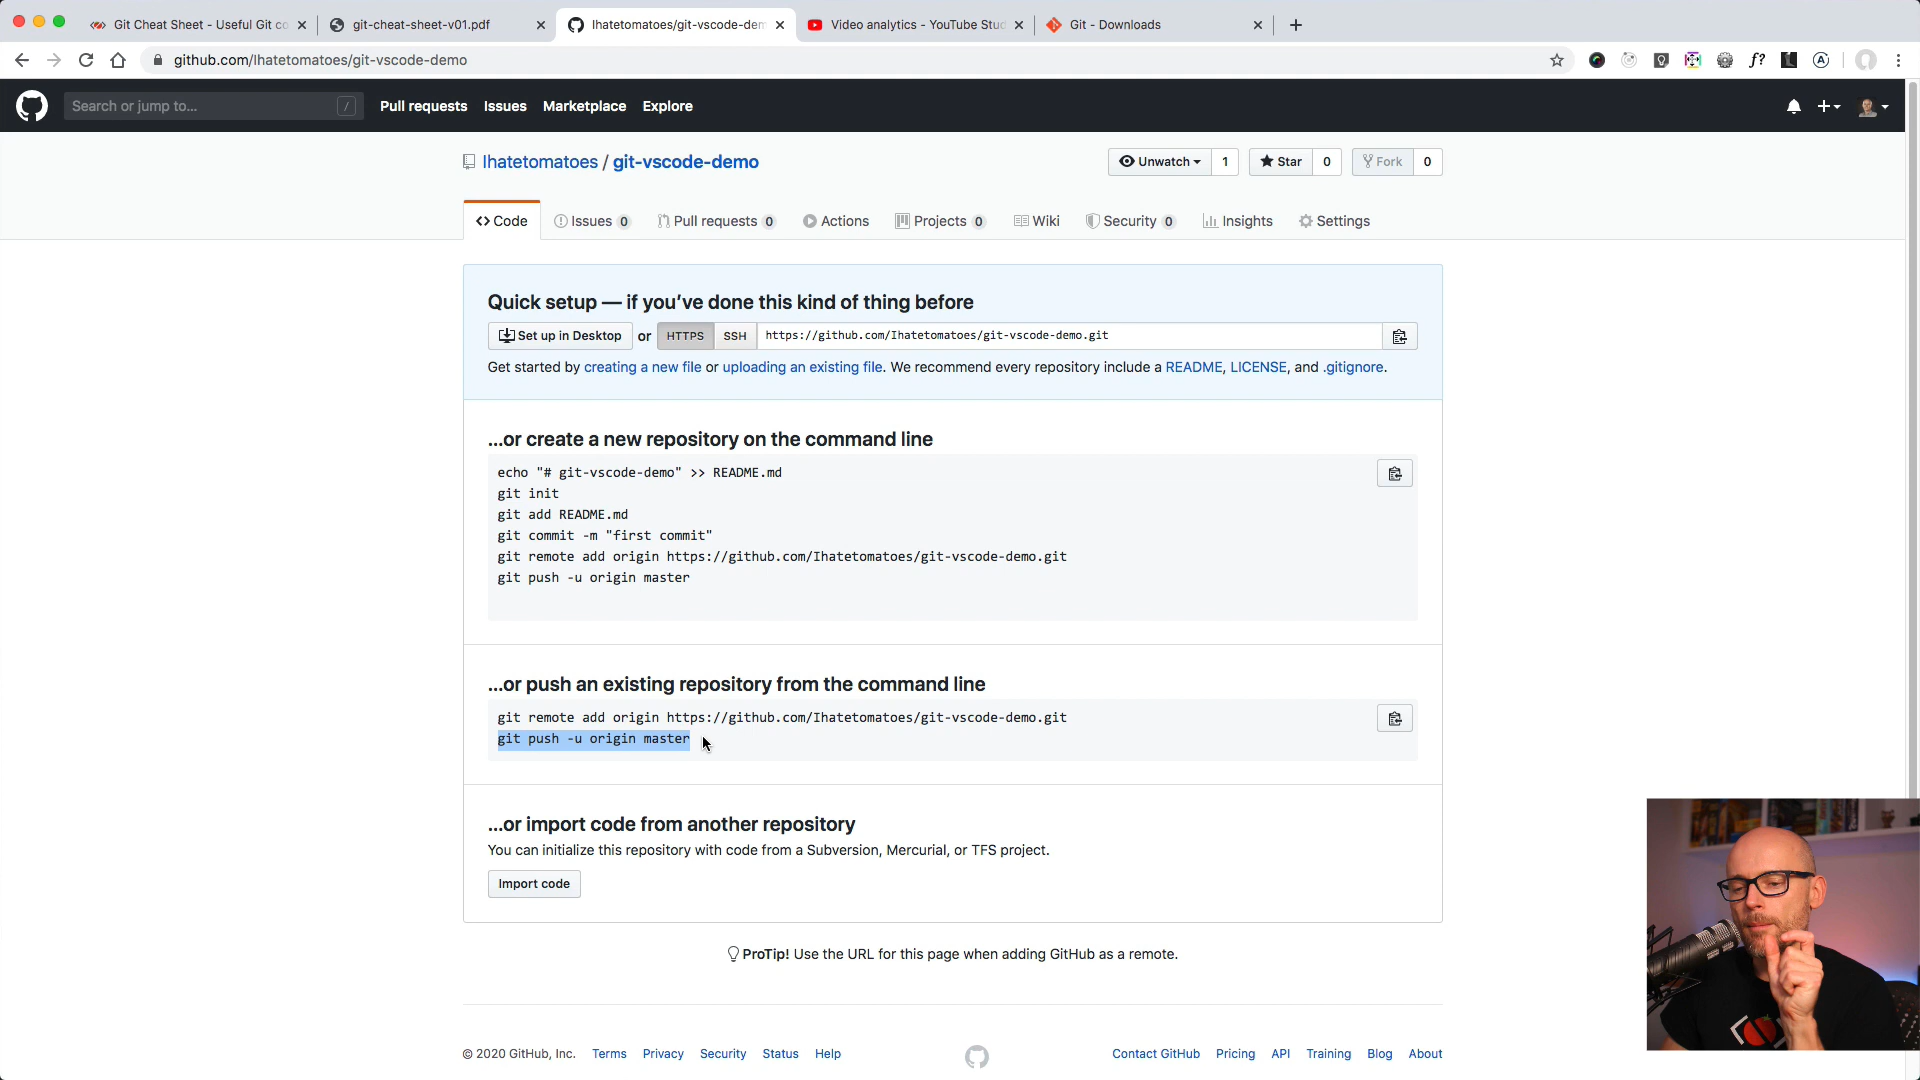 Git Cheat Sheet - Useful Git co
git-cheat-sheet-v01.pdf
Ihatetomatoes/git-vscode-dem
Video analytics - YouTube Stud
Git - Downloads
github.com/Ihatetomatoes/git-vscode-demo
f?
A
Search or jump to...
/
Pull requests
Issues
Marketplace
Explore
Ihatetomatoes / git-vscode-demo
Unwatch
1
Star
0
Fork
0
Code
Issues 0
Pull requests 0
Actions
Projects 0
Wiki
Security 0
Insights
Settings
Quick setup — if you’ve done this kind of thing before
Set up in Desktop or HTTPS SSH https://github.com/Ihatetomatoes/git-vscode-demo.git
Get started by creating a new file or uploading an existing file. We recommend every repository include a README, LICENSE, and .gitignore.
…or create a new repository on the command line
echo "# git-vscode-demo" >> README.md
git init
git add README.md
git commit -m "first commit"
git remote add origin https://github.com/Ihatetomatoes/git-vscode-demo.git
git push -u origin master
…or push an existing repository from the command line
git remote add origin https://github.com/Ihatetomatoes/git-vscode-demo.git
git push -u origin master
…or import code from another repository
You can initialize this repository with code from a Subversion, Mercurial, or TFS project.
Import code
ProTip! Use the URL for this page when adding GitHub as a remote.
© 2020 GitHub, Inc.
Terms
Privacy
Security
Status
Help
Contact GitHub
Pricing
API
Training
Blog
About